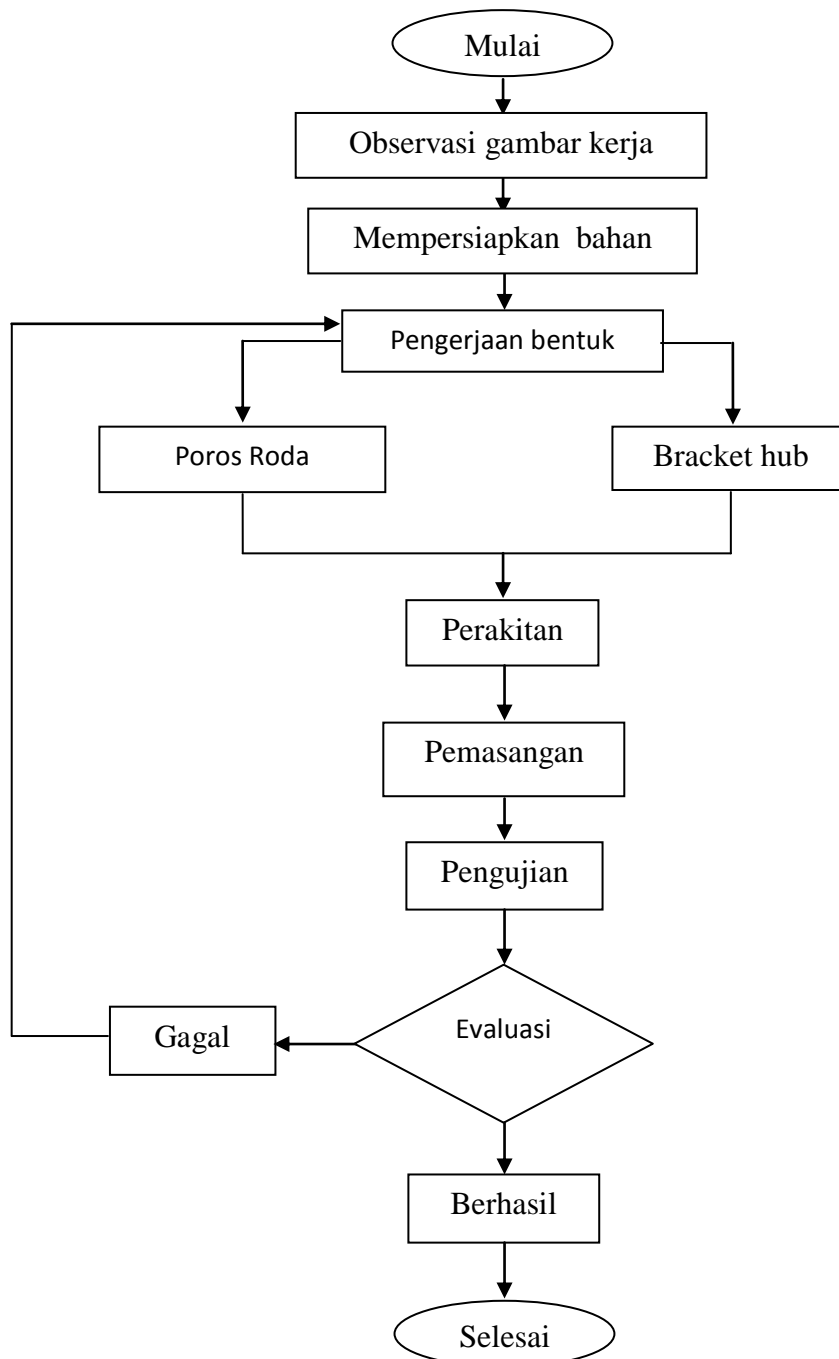 Mulai
Observasi gambar kerja
Mempersiapkan bahan
Pengerjaan bentuk
Poros Roda
Bracket hub
Perakitan
Pemasangan
Pengujian
Evaluasi
Gagal
Berhasil
Selesai